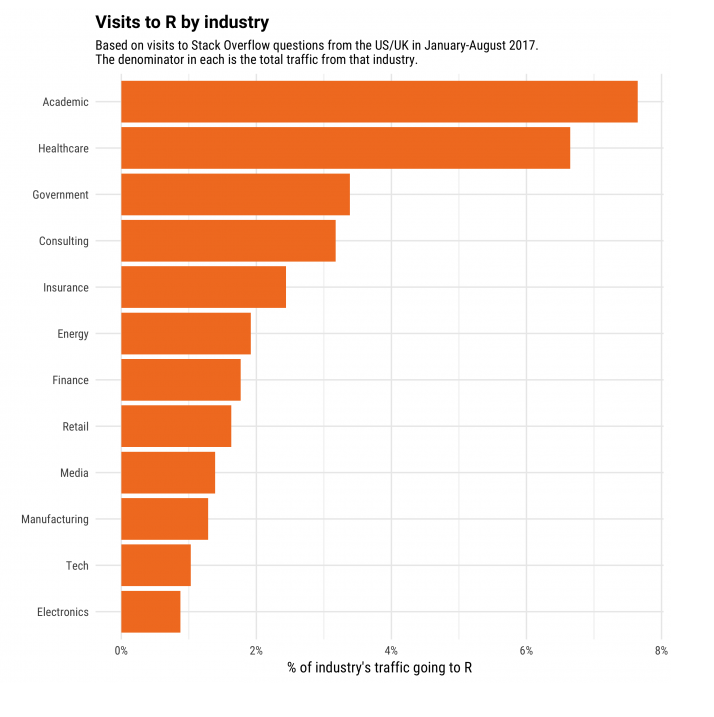 Visits to R by industry
Based on visits to Stack Overflow questions from the US/UK in January-August 2017.
The denominator in each is the total traffic from that industry.
Academic
Healthcare
Government
Consulting
Insurance
Energy
Finance
Retail
Media
Manufacturing
Tech
Electronics
0% 2% 4% 6% 8%
% of industry's traffic going to R